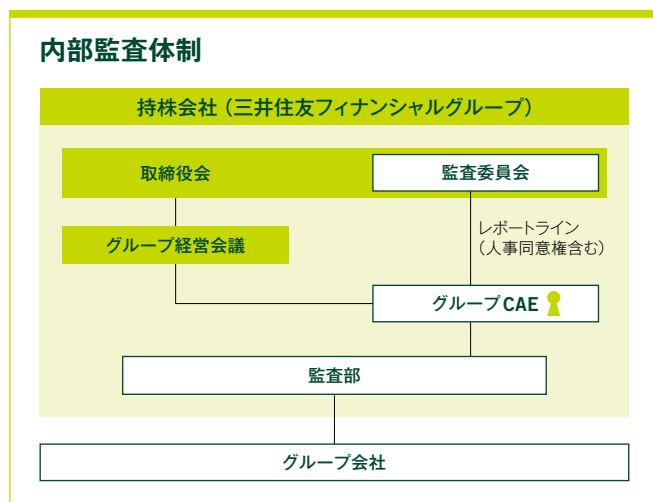 内部監査体制
持株会社（三井住友フィナンシャルグループ）
取締役会
監査委員会
レポートライン
（人事同意権含む）
グループ経営会議
グループCAE
監査部
グループ会社